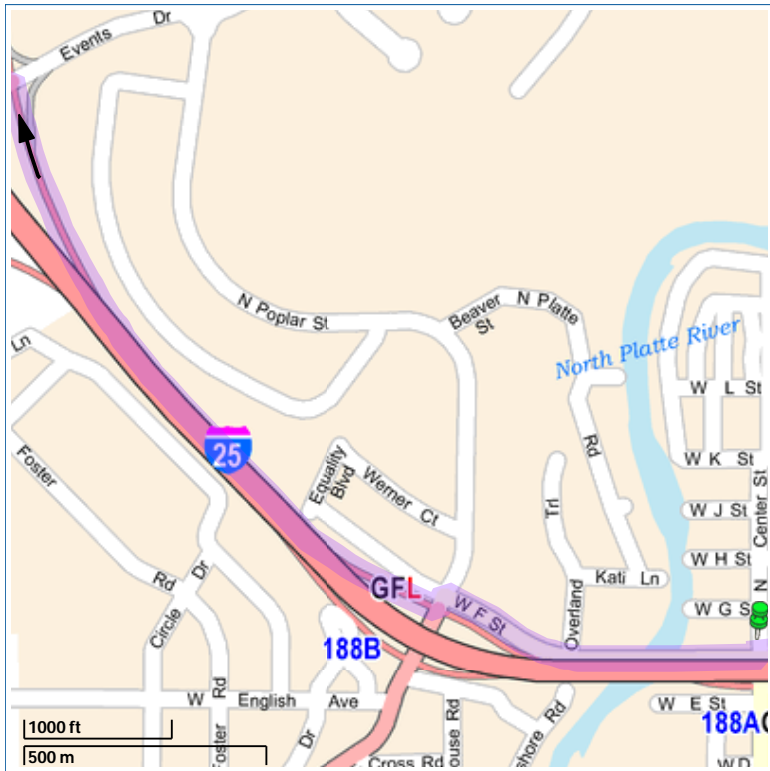 Events Dr
N Poplar St
Beaver St
N Platte Rd
North Platte River
W L St
W K St
W J St
W H St
W G S
N Center St
Ln
Foster Rd
25
Equality Blvd
Werner Ct
Trl
Overland
Kati Ln
Circle Dr
GFL
W F St
188B
W English Ave
Foster Rd
Dr
Cross Rd
ouse Rd
shore Rd
W E St
188A
W D
1000 ft
500 m